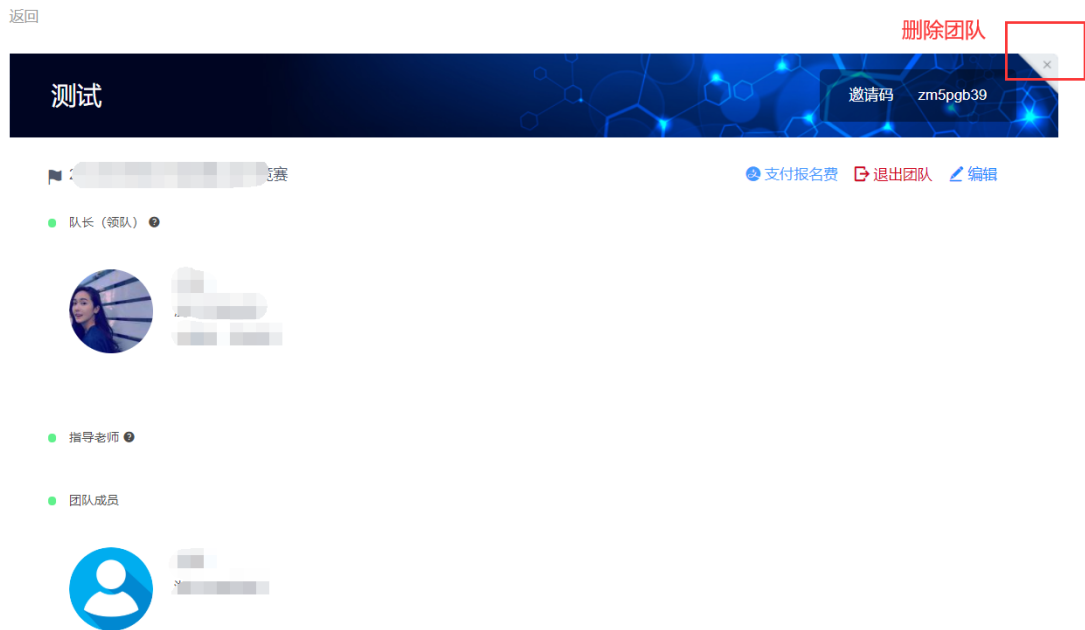 返回
删除团队
测试
邀请码 zm5pgb39
竞赛
支付报名费 退出团队 编辑
队长（领队）
指导老师
团队成员